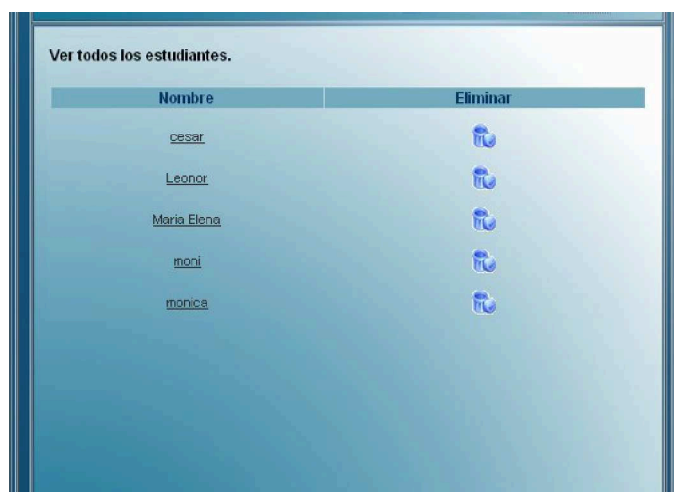 Ver todos los estudiantes.
Nombre Eliminar
cesar
Leonor
Maria Elena
moni
monica